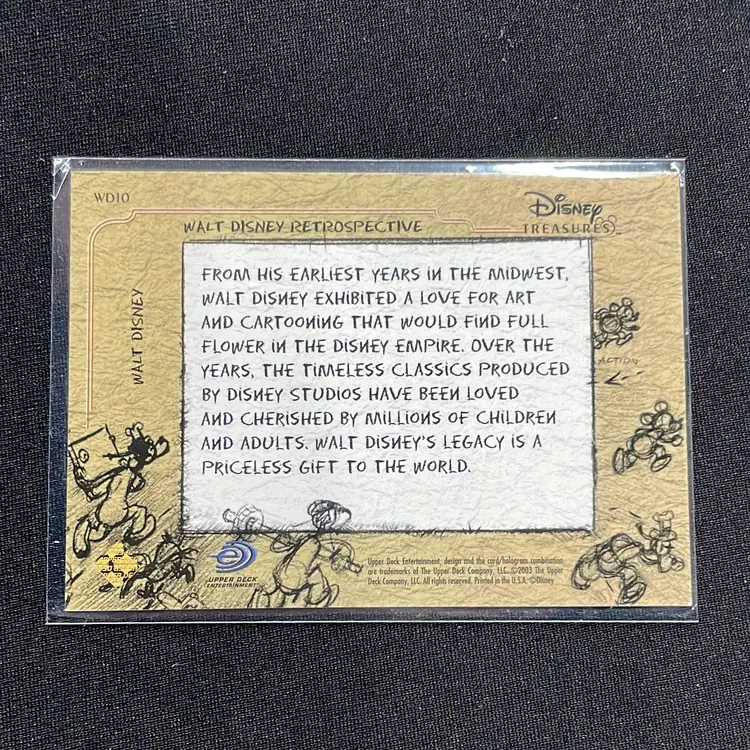 WD10
DISNEY
TREASURES
WALT DISNEY RETROSPECTIVE
WALT DISNEY
FROM HIS EARLIEST YEARS IN THE MIDWEST,
WALT DISNEY EXHIBITED A LOVE FOR ART
AND CARTOONING THAT WOULD FIND FULL
FLOWER IN THE DISNEY EMPIRE. OVER THE
YEARS, THE TIMELESS CLASSICS PRODUCED
BY DISNEY STUDIOS HAVE BEEN LOVED
AND CHERISHED BY MILLIONS OF CHILDREN
AND ADULTS. WALT DISNEY'S LEGACY IS A
PRICELESS GIFT TO THE WORLD.
ACTION
UPPER DECK
ENTERTAINMENT
Upper Deck Entertainment, design and the card/hologram combination
are trademarks of The Upper Deck Company, LLC. ©2003 The Upper
Deck Company, LLC. All rights reserved. Printed in the U.S.A. ©Disney